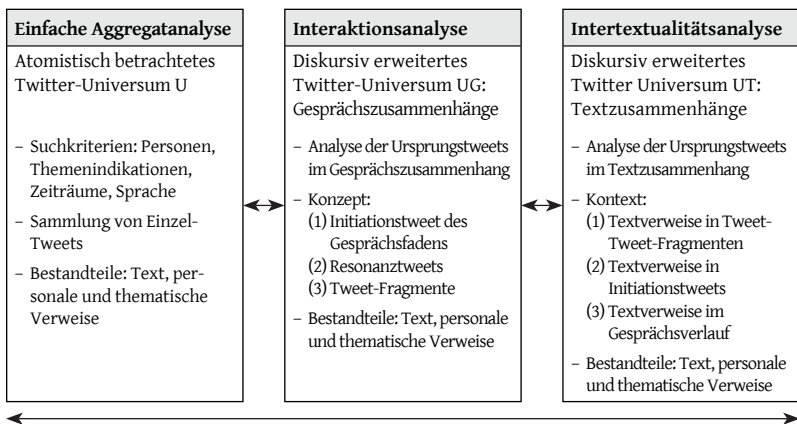 Einfache Aggregatanalyse
Atomistisch betrachtetes
Twitter-Universum U
– Suchkriterien: Personen,
Themenindikationen,
Zeiträume, Sprache
– Sammlung von Einzel-
Tweets
– Bestandteile: Text, per-
sonale und thematische
Verweise
Interaktionsanalyse
Diskursiv erweitertes
Twitter-Universum UG:
Gesprächszusammenhänge
– Analyse der Ursprungstweets
im Gesprächszusammenhang
– Konzept:
(1) Initiationstweet des
Gesprächsfadens
(2) Resonanztweets
(3) Tweet-Fragmente
– Bestandteile: Text, personale
und thematische Verweise
Intertextualitätsanalyse
Diskursiv erweitertes
Twitter Universum UT:
Textzusammenhänge
– Analyse der Ursprungstweets
im Textzusammenhang
– Kontext:
(1) Textverweise in Tweet-
Tweet-Fragmenten
(2) Textverweise in
Initiationstweets
(3) Textverweise im
Gesprächsverlauf
– Bestandteile: Text, personale
und thematische Verweise